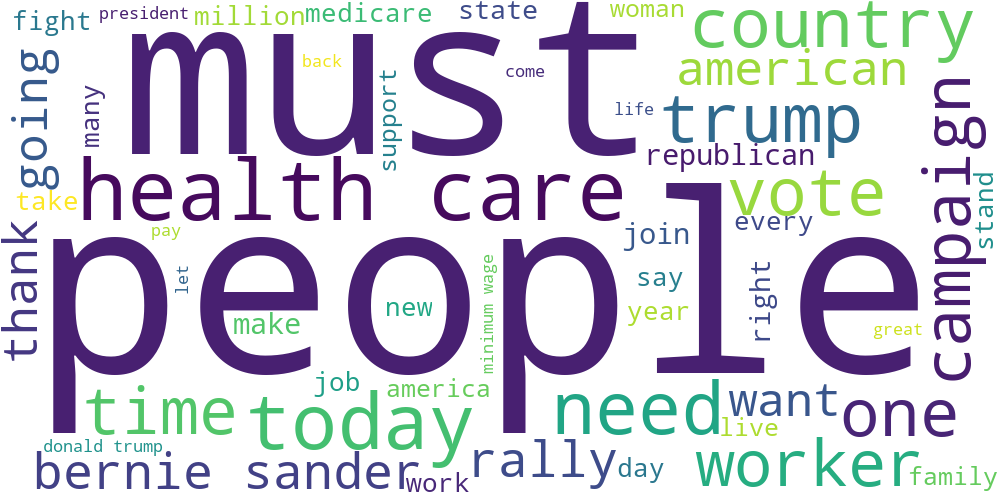 president
million
medicare
state
woman
fight
must
country
back
come
american
going
many
support
life
trump
campaign
health care
republican
vote
stand
take
thank
pay
people
join
every
let
say
right
minimum wage
new
year
make
great
job
america
time
today
need
want
one
live
donald trump
bernie sander
work
rally
day
worker
family